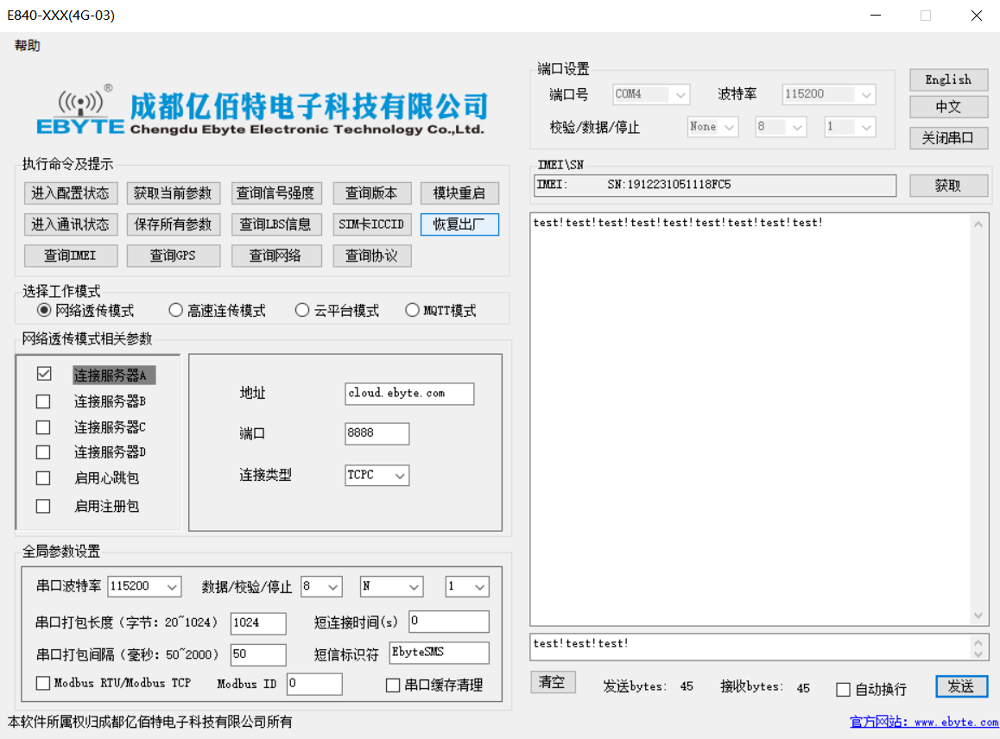 E840-XXX(4G-03)
帮助
EBYTE ® 成都亿佰特电子科技有限公司
Chengdu Ebyte Electronic Technology Co.,Ltd.
执行命令及提示
进入配置状态 获取当前参数 查询信号强度 查询版本 模块重启
进入通讯状态 保存所有参数 查询LBS信息 SIM卡ICCID 恢复出厂
查询IMEI 查询GPS 查询网络 查询协议
选择工作模式
网络透传模式 高速连传模式 云平台模式 MQTT模式
网络透传模式相关参数
连接服务器A
连接服务器B
连接服务器C
连接服务器D
启用心跳包
启用注册包
地址 cloud.ebyte.com
端口 8888
连接类型 TCPC
全局参数设置
串口波特率 115200 数据/校验/停止 8 N 1
串口打包长度（字节：20~1024） 1024 短连接时间(s) 0
串口打包间隔（毫秒：50~2000） 50 短信标识符 EbyteSMS
Modbus RTU/Modbus TCP Modbus ID 0 串口缓存清理
本软件所属权归成都亿佰特电子科技有限公司所有
端口设置
端口号 COM4 波特率 115200
校验/数据/停止 None 8 1
English
中文
关闭串口
IMEI\SN
IMEI: SN:1912231051118FC5 获取
test!test!test!test!test!test!test!test!test!
test!test!test!
清空 发送bytes: 45 接收bytes: 45 自动换行 发送
官方网站：www.ebyte.com